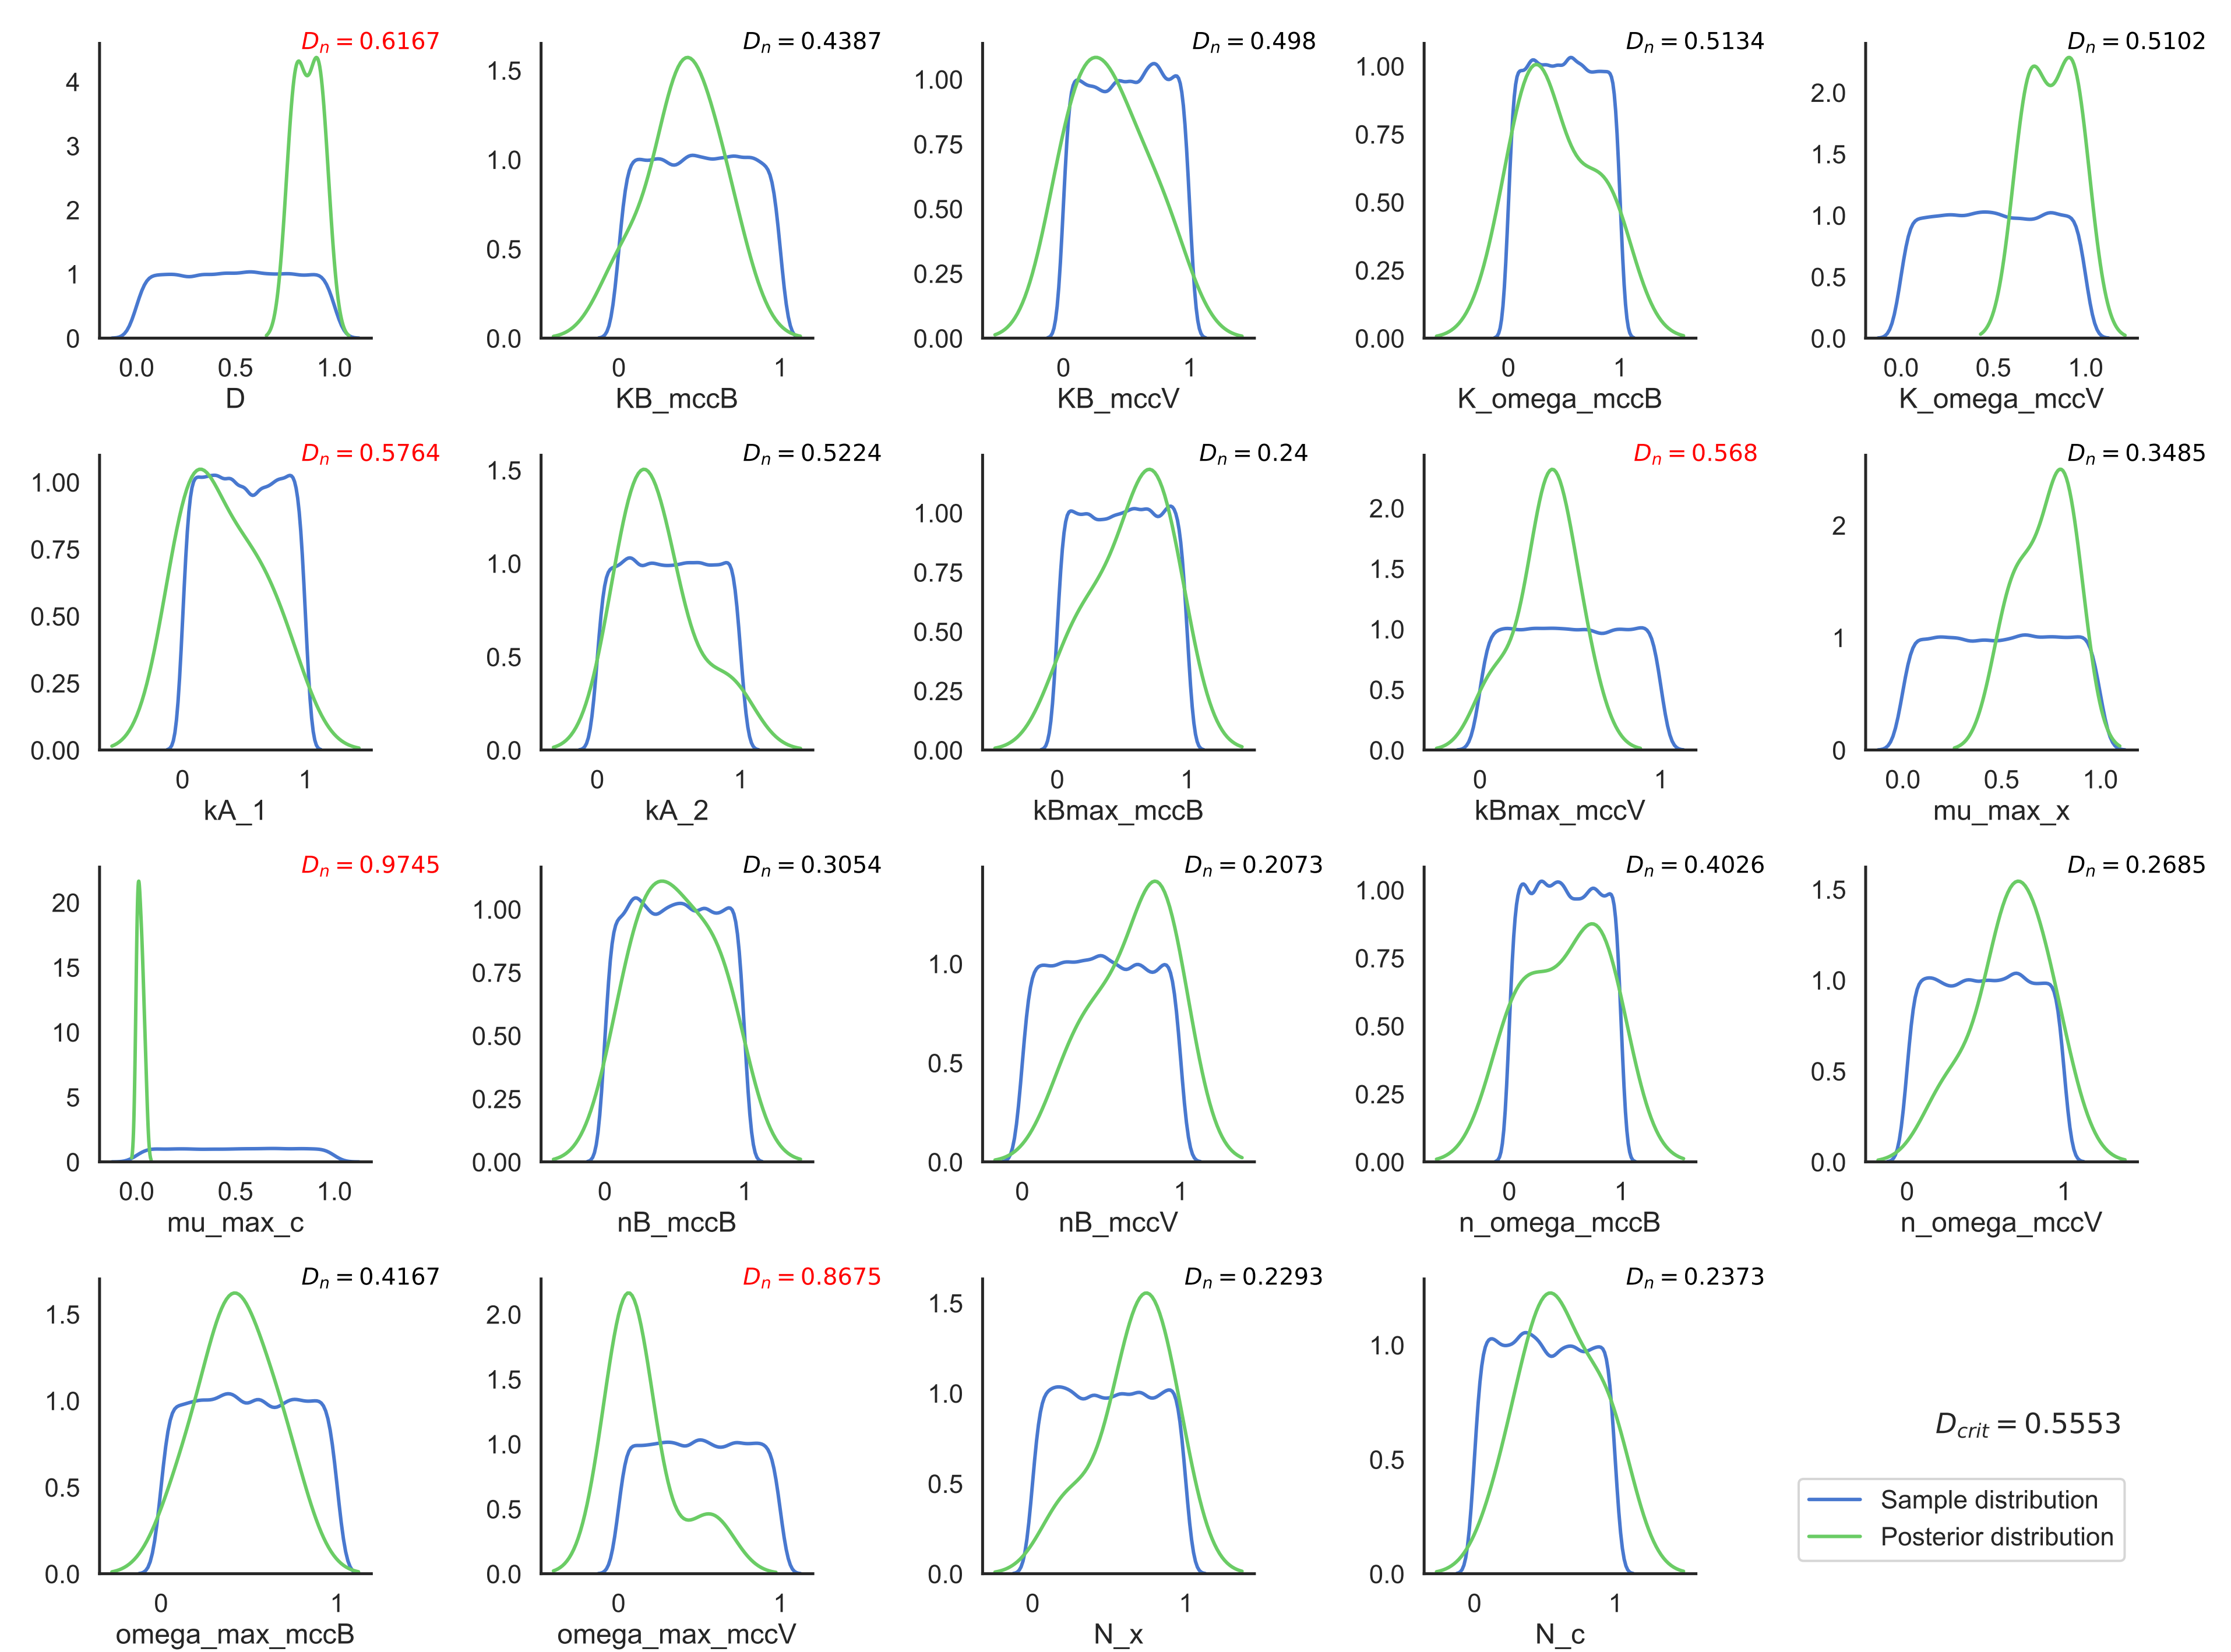 D_n = 0.6167
4
3
2
1
0
0.0 0.5 1.0
D
D_n = 0.4387
1.5
1.0
0.5
0.0
0 1
KB_mccB
D_n = 0.498
1.00
0.75
0.50
0.25
0.00
0 1
KB_mccV
D_n = 0.5134
1.00
0.75
0.50
0.25
0.00
0 1
K_omega_mccB
D_n = 0.5102
2.0
1.5
1.0
0.5
0.0
0.0 0.5 1.0
K_omega_mccV
D_n = 0.5764
1.00
0.75
0.50
0.25
0.00
0 1
kA_1
D_n = 0.5224
1.5
1.0
0.5
0.0
0 1
kA_2
D_n = 0.24
1.00
0.75
0.50
0.25
0.00
0 1
kBmax_mccB
D_n = 0.568
2.0
1.5
1.0
0.5
0.0
0 1
kBmax_mccV
D_n = 0.3485
2
1
0
0.0 0.5 1.0
mu_max_x
D_n = 0.9745
20
15
10
5
0
0.0 0.5 1.0
mu_max_c
D_n = 0.3054
1.00
0.75
0.50
0.25
0.00
0 1
nB_mccB
D_n = 0.2073
1.0
0.5
0.0
0 1
nB_mccV
D_n = 0.4026
1.00
0.75
0.50
0.25
0.00
0 1
n_omega_mccB
D_n = 0.2685
1.5
1.0
0.5
0.0
0 1
n_omega_mccV
D_n = 0.4167
1.5
1.0
0.5
0.0
0 1
omega_max_mccB
D_n = 0.8675
2.0
1.5
1.0
0.5
0.0
0 1
omega_max_mccV
D_n = 0.2293
1.5
1.0
0.5
0.0
0 1
N_x
D_n = 0.2373
1.0
0.5
0.0
0 1
N_c
D_crit = 0.5553
Sample distribution
Posterior distribution